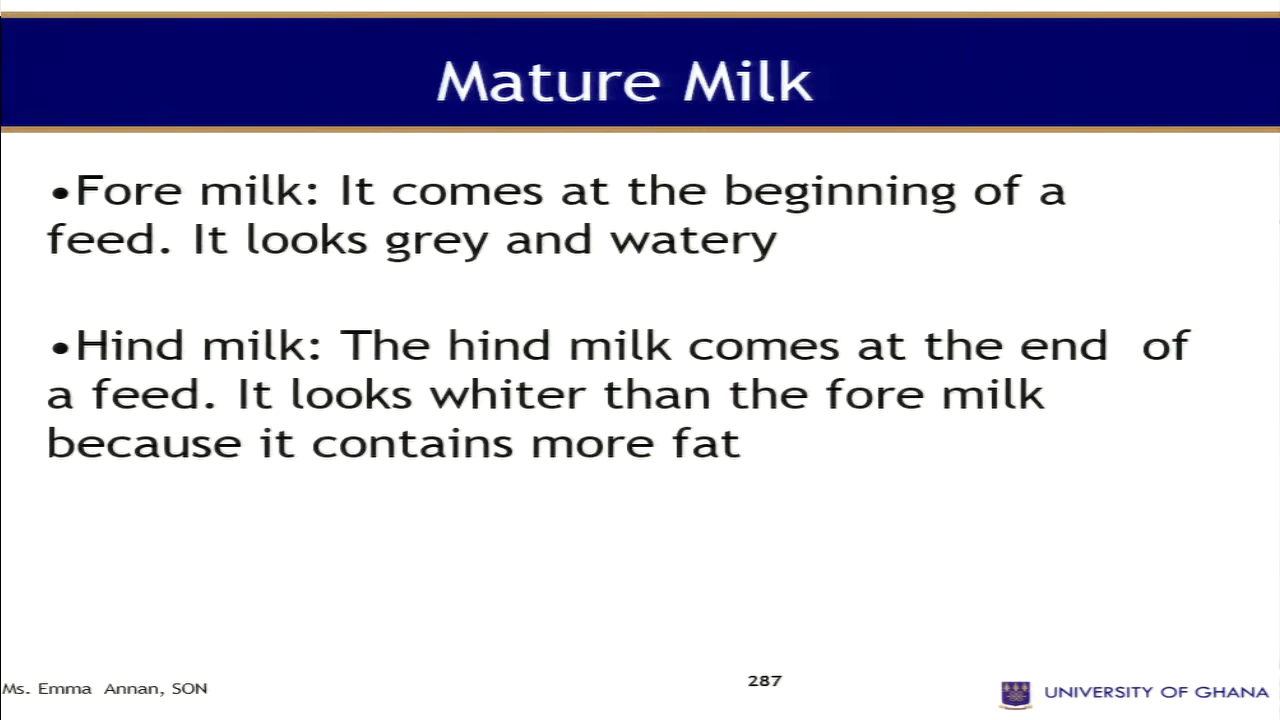 Mature Milk
•Fore milk: It comes at the beginning of a
feed. It looks grey and watery
•Hind milk: The hind milk comes at the end  of
a feed. It looks whiter than the fore milk
because it contains more fat
Ms. Emma  Annan, SON
287
UNIVERSITY OF GHANA